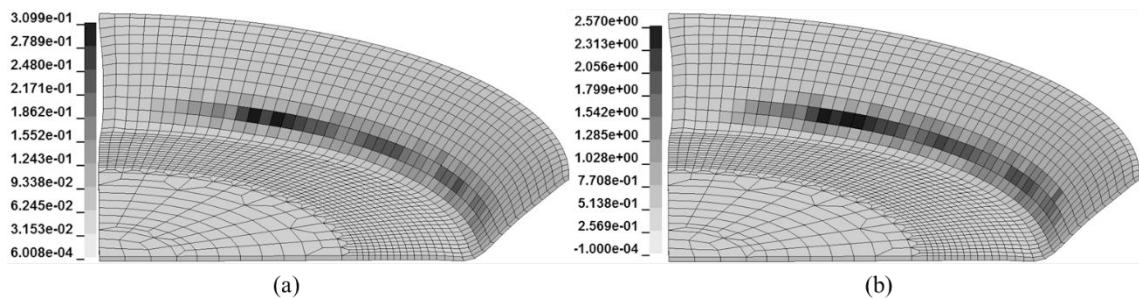 3.099e-01
2.789e-01
2.480e-01
2.171e-01
1.862e-01
1.552e-01
1.243e-01
9.338e-02
6.245e-02
3.153e-02
6.008e-04
(a)
2.570e+00
2.313e+00
2.056e+00
1.799e+00
1.542e+00
1.285e+00
1.028e+00
7.708e-01
5.138e-01
2.569e-01
-1.000e-04
(b)